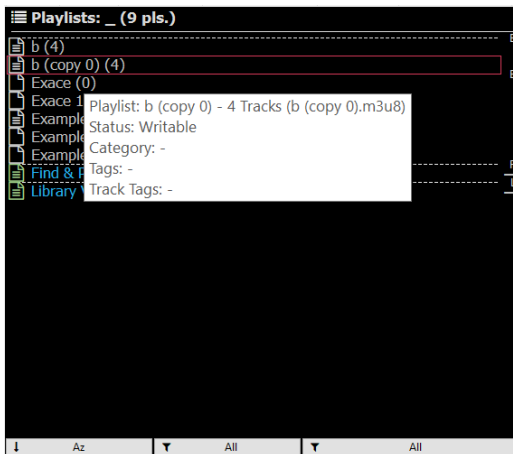 Playlists: _ (9 pls.)
b (4)
b (copy 0) (4)
Exace (0)
Exace 1
Example
Example
Example
Find &
Library
Playlist: b (copy 0) - 4 Tracks (b (copy 0).m3u8)
Status: Writable
Category: -
Tags: -
Track Tags: -
Az
All
All